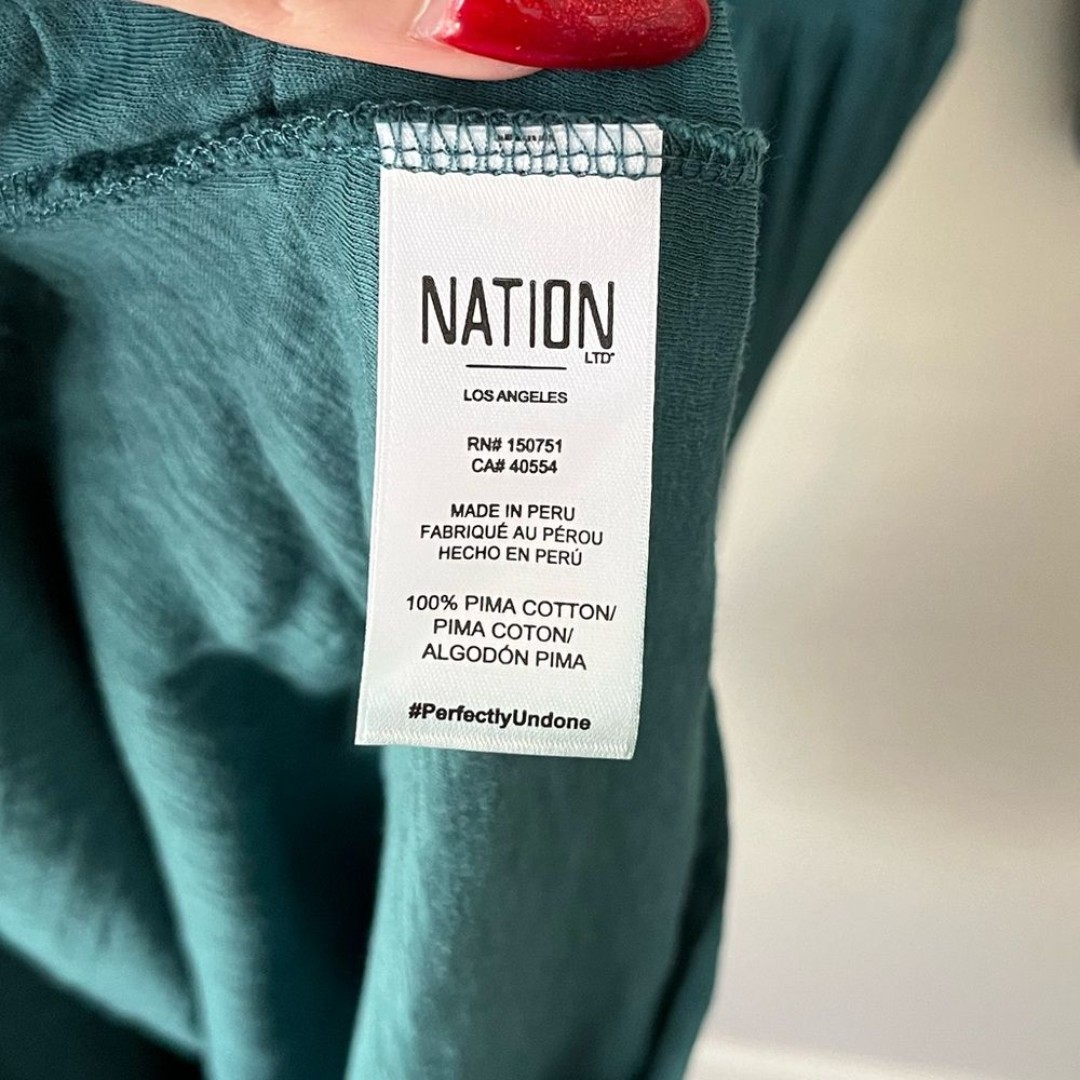 NATION
LTD®
LOS ANGELES
RN# 150751
CA# 40554
MADE IN PERU
FABRIQUÉ AU PÉROU
HECHO EN PERÚ
100% PIMA COTTON/
PIMA COTON/
ALGODÓN PIMA
#PerfectlyUndone